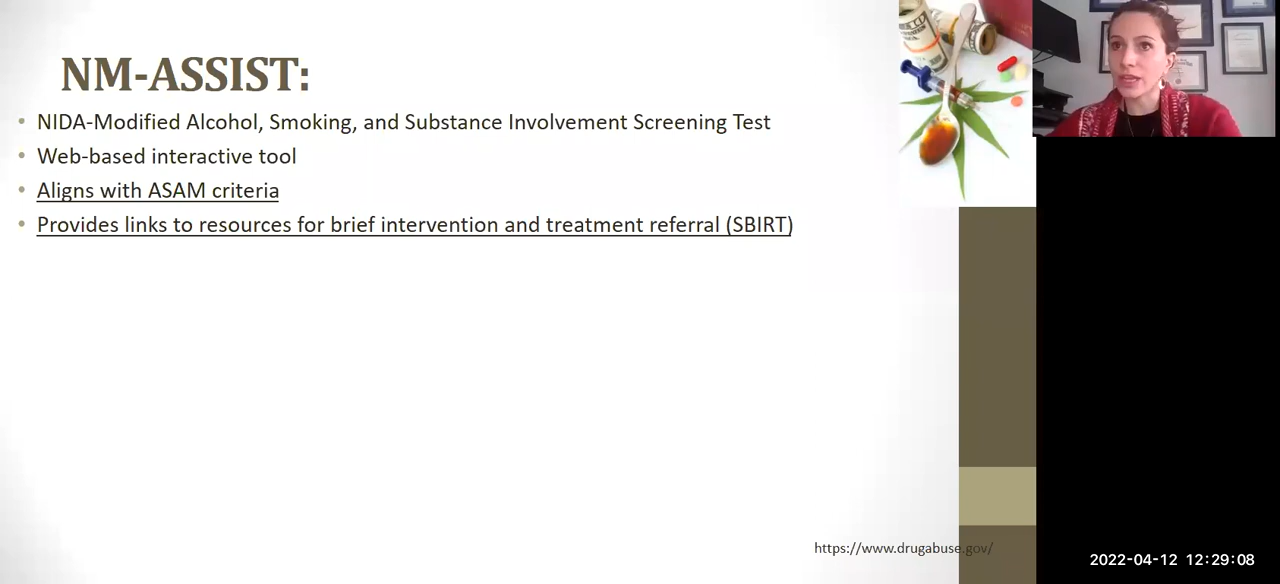 NM-ASSIST:
• NIDA-Modified Alcohol, Smoking, and Substance Involvement Screening Test
• Web-based interactive tool
• Aligns with ASAM criteria
• Provides links to resources for brief intervention and treatment referral (SBIRT)
https://www.drugabuse.gov/
2022-04-12 12:29:08